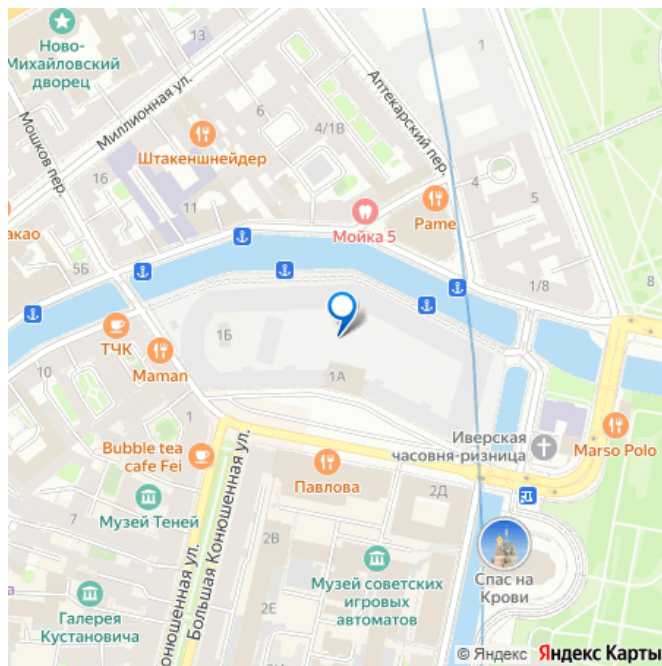 13
1
Ново-
Михайловский
дворец
Миллионная ул.
Аптекарский пер.
6
4/1В
Мошков пер.
Штакеншнейдер
16
11
4
5
Мойка 5
Pame
акао
5Б
1/8
8
1Б
ТЧК
Maman
10
1А
1
Иверская
часовня-ризница
Marso Polo
Bubble tea
cafe Fei
Большая Конюшенная ул.
Павлова
2Д
Музей Теней
2В
Спас на
Крови
Музей советских
игровых
автоматов
а
онюшенная ул.
2Е
Галерея
Кустановича
© Яндекс Яндекс Карты